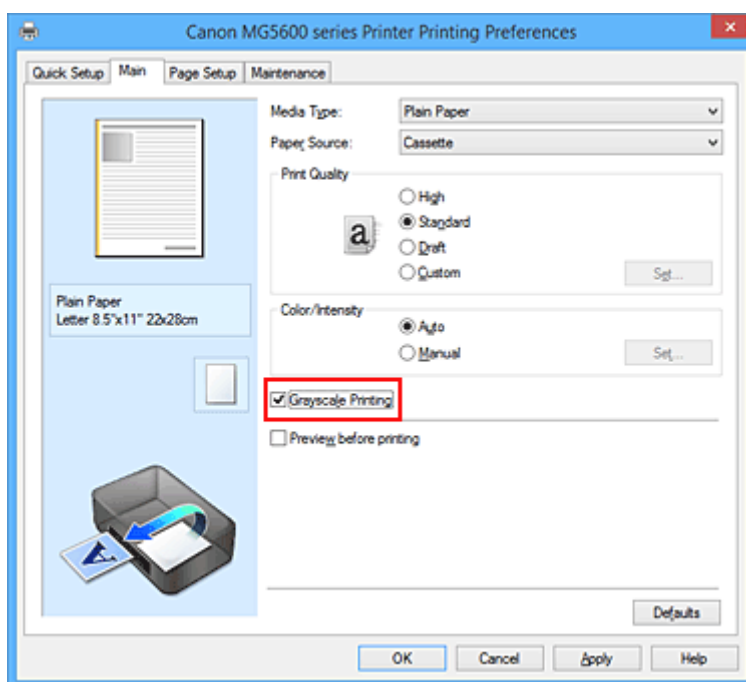 Canon MG5600 series Printer Printing Preferences
Quick Setup Main Page Setup Maintenance
Media Type: Plain Paper
Paper Source: Cassette
Print Quality
High
a Standard
Draft
Custom Set...
Plain Paper
Letter 8.5"x11" 22x28cm
Color/Intensity
Auto
Manual Set...
Grayscale Printing
Preview before printing
A
Defaults
OK Cancel Apply Help